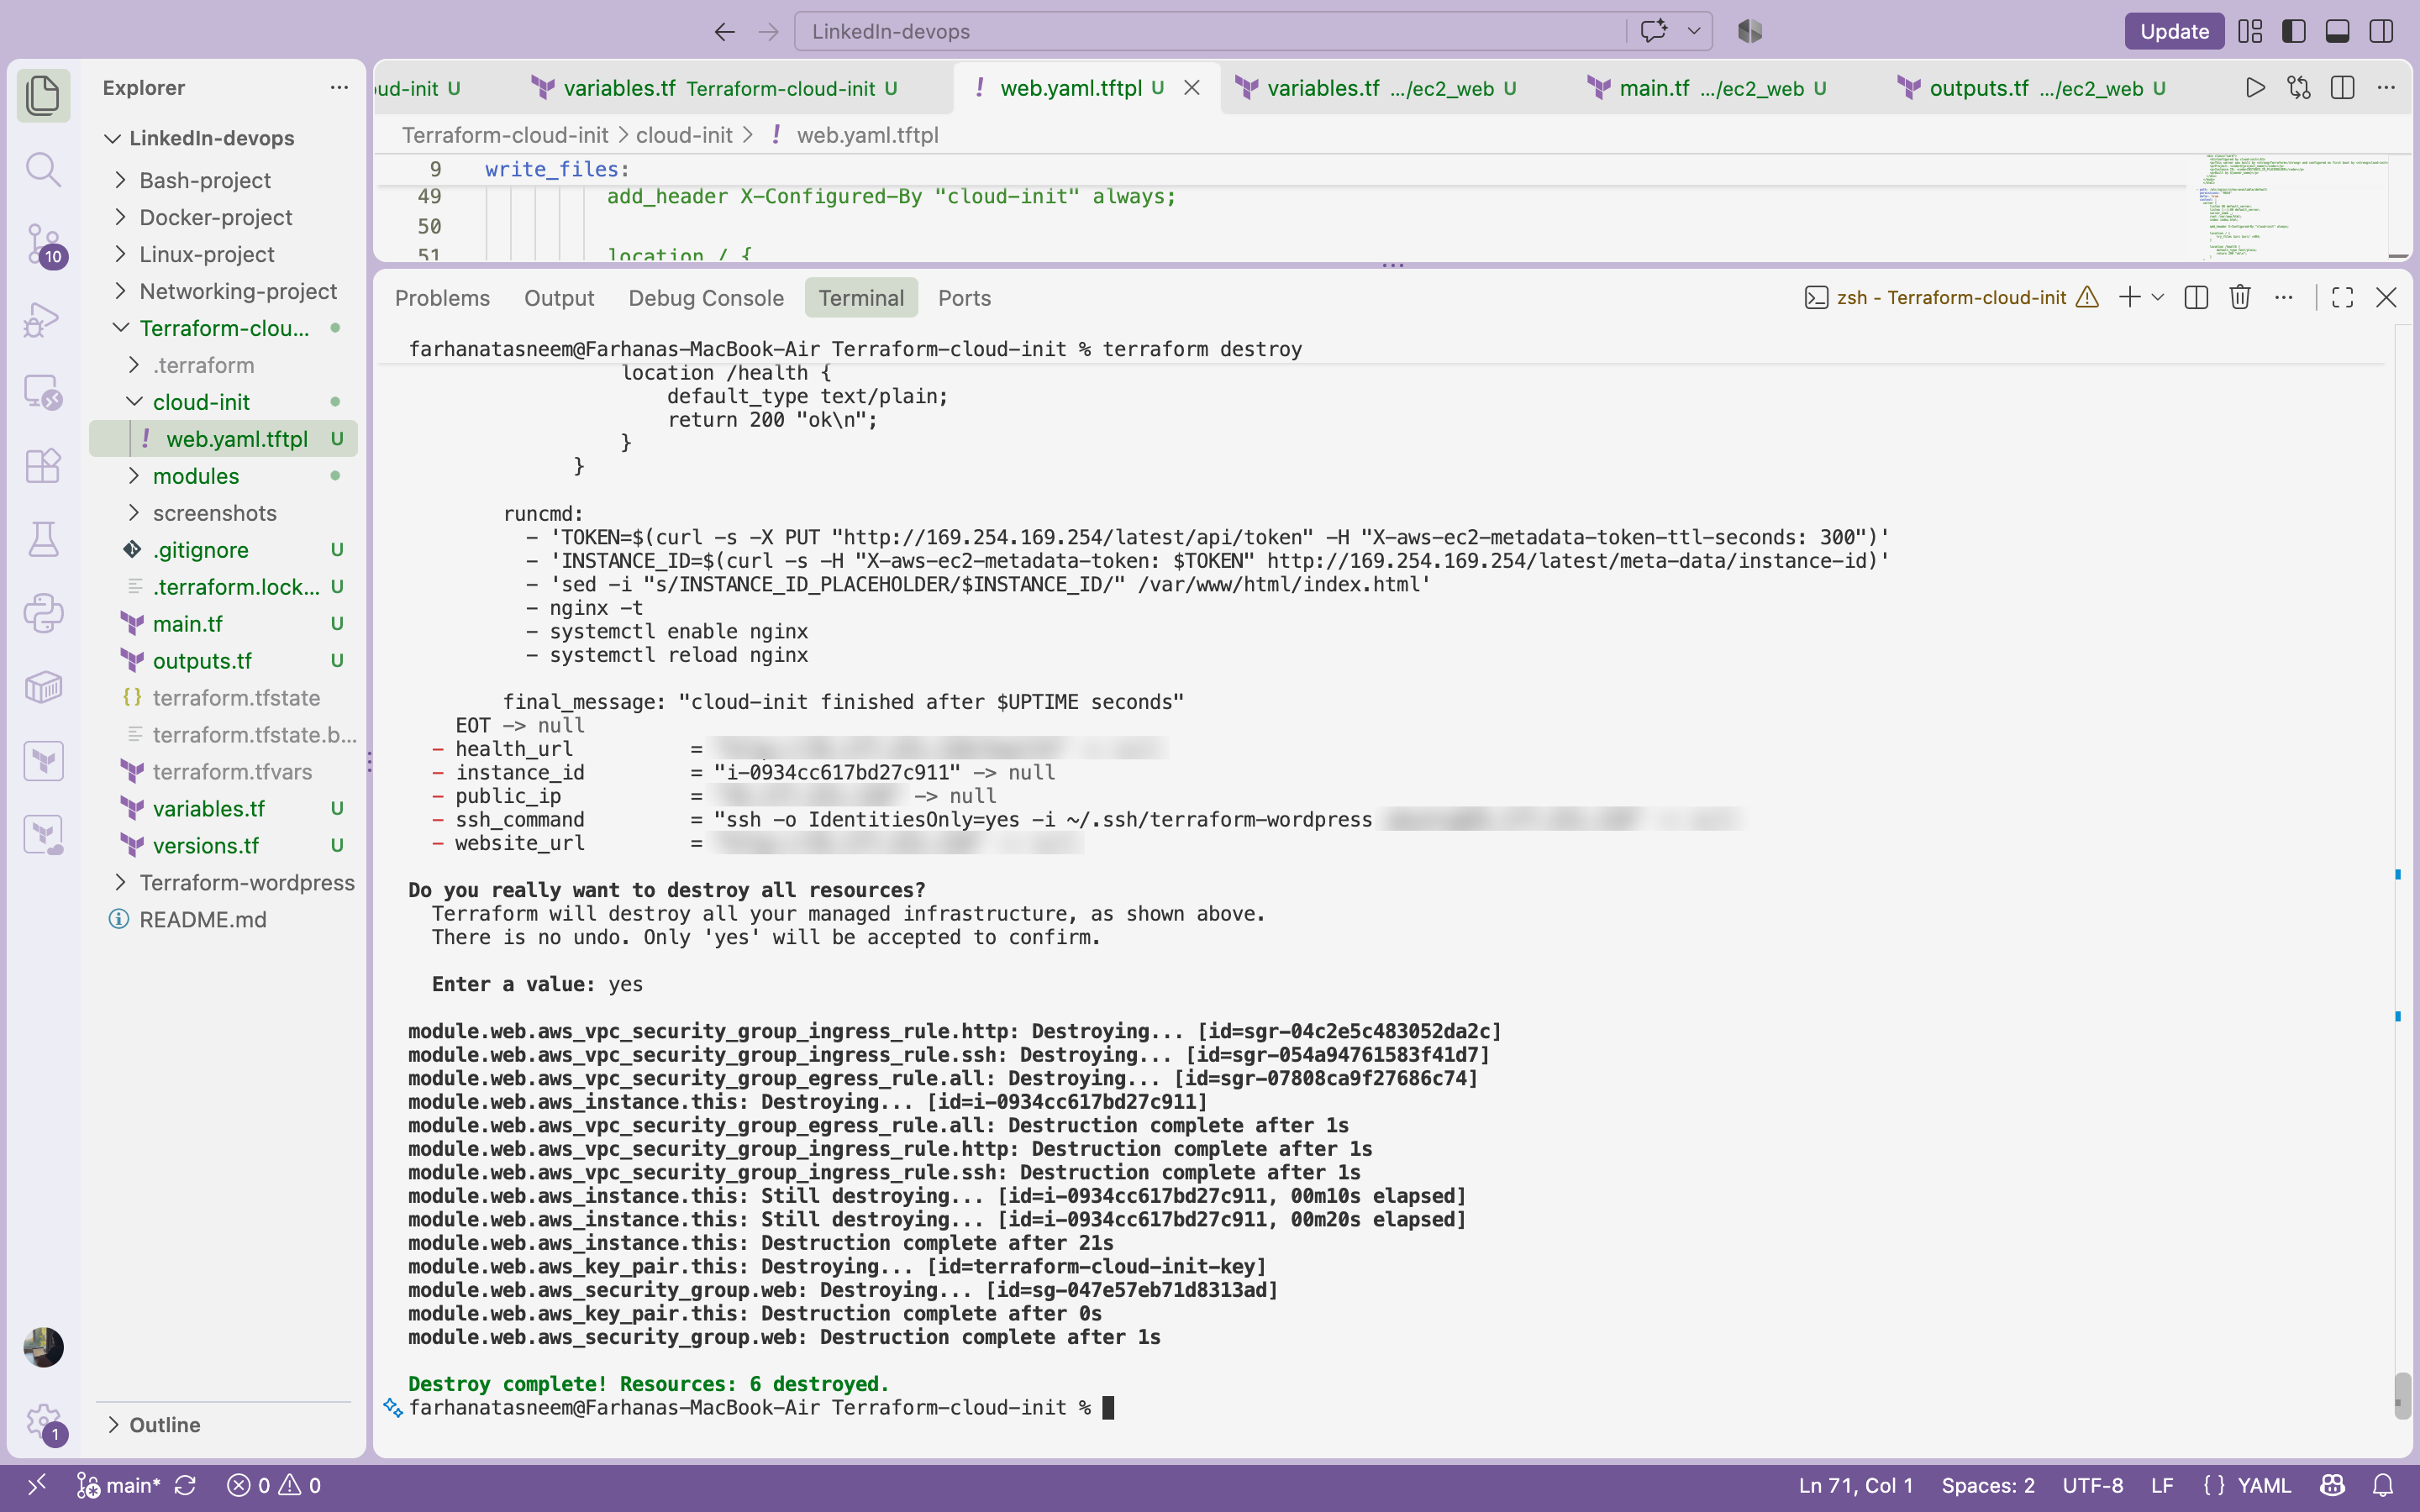 LinkedIn-devops
Update
Explorer
LinkedIn-devops
Bash-project
Docker-project
Linux-project
Networking-project
Terraform-clou...
.terraform
cloud-init
web.yaml.tftpl U
modules
screenshots
.gitignore U
.terraform.lock... U
main.tf U
outputs.tf U
terraform.tfstate
terraform.tfstate.b...
terraform.tfvars
variables.tf U
versions.tf U
Terraform-wordpress
README.md
Outline
10
1
ud-init U
variables.tf Terraform-cloud-init U
web.yaml.tftpl U
variables.tf .../ec2_web U
main.tf .../ec2_web U
outputs.tf .../ec2_web U
Terraform-cloud-init > cloud-init > ! web.yaml.tftpl
9 write_files:
49 add_header X-Configured-By "cloud-init" always;
50
51 location / {
Problems Output Debug Console Terminal Ports
zsh - Terraform-cloud-init
farhanatasneem@Farhanas-MacBook-Air Terraform-cloud-init % terraform destroy
location /health {
default_type text/plain;
return 200 "ok\n";
}
}
runcmd:
- 'TOKEN=$(curl -s -X PUT "http://169.254.169.254/latest/api/token" -H "X-aws-ec2-metadata-token-ttl-seconds: 300")'
- 'INSTANCE_ID=$(curl -s -H "X-aws-ec2-metadata-token: $TOKEN" http://169.254.169.254/latest/meta-data/instance-id)'
- 'sed -i "s/INSTANCE_ID_PLACEHOLDER/$INSTANCE_ID/" /var/www/html/index.html'
- nginx -t
- systemctl enable nginx
- systemctl reload nginx
final_message: "cloud-init finished after $UPTIME seconds"
EOT -> null
- health_url =
- instance_id = "i-0934cc617bd27c911" -> null
- public_ip = -> null
- ssh_command = "ssh -o IdentitiesOnly=yes -i ~/.ssh/terraform-wordpress
- website_url =
Do you really want to destroy all resources?
Terraform will destroy all your managed infrastructure, as shown above.
There is no undo. Only 'yes' will be accepted to confirm.
Enter a value: yes
module.web.aws_vpc_security_group_ingress_rule.http: Destroying... [id=sgr-04c2e5c483052da2c]
module.web.aws_vpc_security_group_ingress_rule.ssh: Destroying... [id=sgr-054a94761583f41d7]
module.web.aws_vpc_security_group_egress_rule.all: Destroying... [id=sgr-07808ca9f27686c74]
module.web.aws_instance.this: Destroying... [id=i-0934cc617bd27c911]
module.web.aws_vpc_security_group_egress_rule.all: Destruction complete after 1s
module.web.aws_vpc_security_group_ingress_rule.http: Destruction complete after 1s
module.web.aws_vpc_security_group_ingress_rule.ssh: Destruction complete after 1s
module.web.aws_instance.this: Still destroying... [id=i-0934cc617bd27c911, 00m10s elapsed]
module.web.aws_instance.this: Still destroying... [id=i-0934cc617bd27c911, 00m20s elapsed]
module.web.aws_instance.this: Destruction complete after 21s
module.web.aws_key_pair.this: Destroying... [id=terraform-cloud-init-key]
module.web.aws_security_group.web: Destroying... [id=sg-047e57eb71d8313ad]
module.web.aws_key_pair.this: Destruction complete after 0s
module.web.aws_security_group.web: Destruction complete after 1s
Destroy complete! Resources: 6 destroyed.
farhanatasneem@Farhanas-MacBook-Air Terraform-cloud-init %
main* 0 0
Ln 71, Col 1 Spaces: 2 UTF-8 LF {} YAML